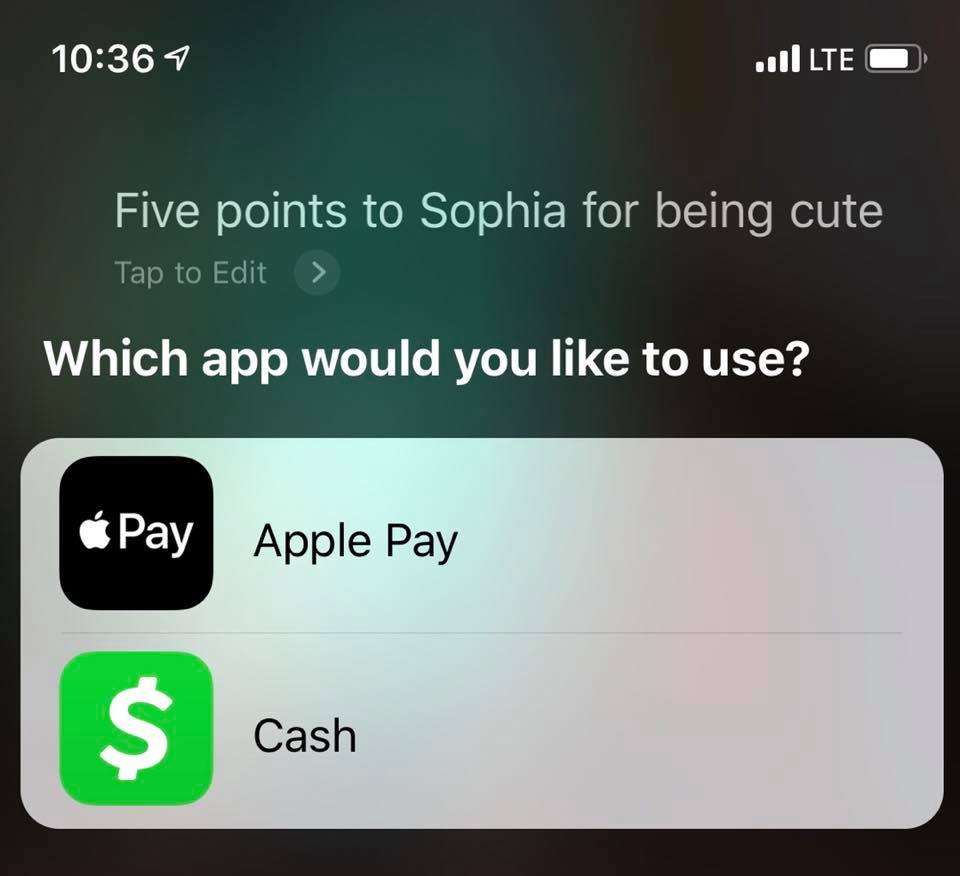 10:36 LTE
Five points to Sophia for being cute
Tap to Edit
Which app would you like to use?
Pay Apple Pay
$ Cash